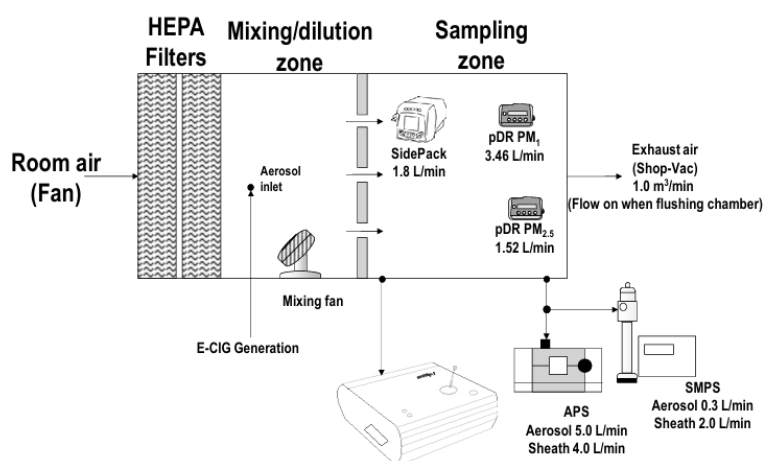 HEPA
Filters
Mixing/dilution
zone
Sampling
zone
Room air
(Fan)
Aerosol
inlet
SidePack
1.8 L/min
pDR PM1
3.46 L/min
pDR PM2.5
1.52 L/min
Exhaust air
(Shop-Vac)
1.0 m³/min
(Flow on when flushing chamber)
Mixing fan
E-CIG Generation
APS
Aerosol 5.0 L/min
Sheath 4.0 L/min
SMPS
Aerosol 0.3 L/min
Sheath 2.0 L/min